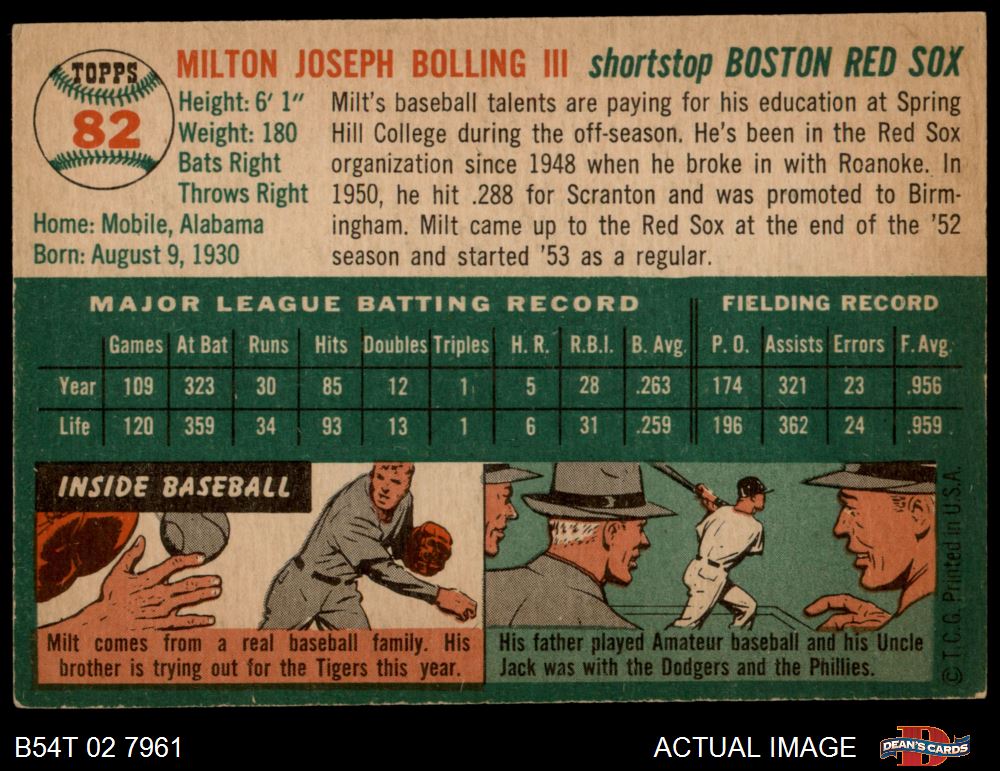 TOPPS
82
MILTON JOSEPH BOLLING III shortstop BOSTON RED SOX
Height: 6' 1"
Weight: 180
Bats Right
Throws Right
Home: Mobile, Alabama
Born: August 9, 1930
Milt's baseball talents are paying for his education at Spring
Hill College during the off-season. He's been in the Red Sox
organization since 1948 when he broke in with Roanoke. In
1950, he hit .288 for Scranton and was promoted to Birm-
ingham. Milt came up to the Red Sox at the end of the '52
season and started '53 as a regular.
MAJOR LEAGUE BATTING RECORD FIELDING RECORD
Games At Bat Runs Hits Doubles Triples H. R. R.B.I. B. Avg. P. O. Assists Errors F. Avg.
Year 109 323 30 85 12 1 5 28 .263 174 321 23 .956
Life 120 359 34 93 13 1 6 31 .259 196 362 24 .959
INSIDE BASEBALL
Milt comes from a real baseball family. His
brother is trying out for the Tigers this year.
His father played Amateur baseball and his Uncle
Jack was with the Dodgers and the Phillies.
© T.C.G. Printed in U.S.A.
B54T 02 7961
ACTUAL IMAGE
DEAN'S CARDS